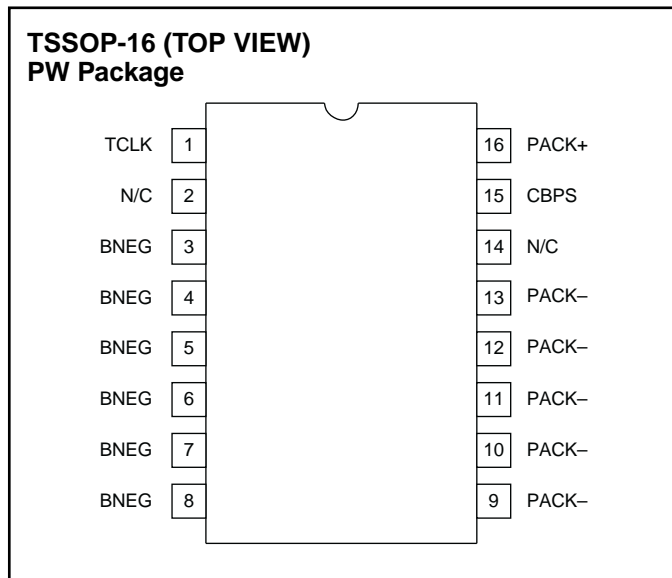 TSSOP-16 (TOP VIEW)
PW Package
TCLK 1 16 PACK+
N/C 2 15 CBPS
BNEG 3 14 N/C
BNEG 4 13 PACK–
BNEG 5 12 PACK–
BNEG 6 11 PACK–
BNEG 7 10 PACK–
BNEG 8 9 PACK–